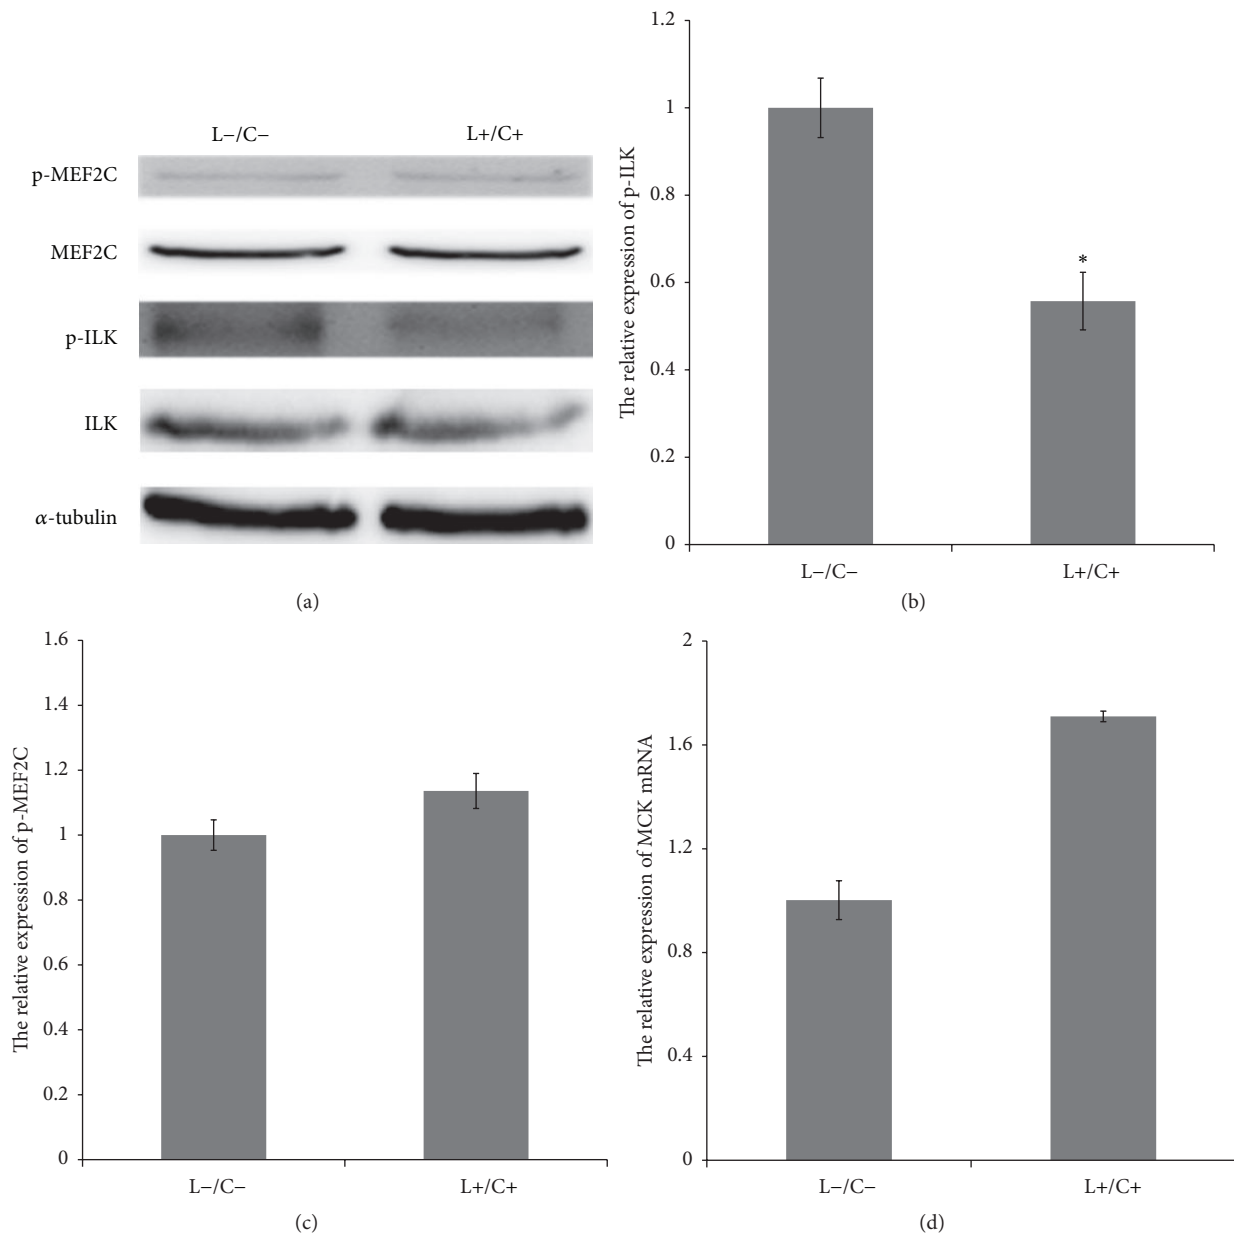 L−/C−
L+/C+
p-MEF2C
MEF2C
p-ILK
ILK
α-tubulin
(a)
The relative expression of p-ILK
1.2
1
0.8
0.6
0.4
0.2
0
*
L−/C−
L+/C+
(b)
The relative expression of p-MEF2C
1.6
1.4
1.2
1
0.8
0.6
0.4
0.2
0
L−/C−
L+/C+
(c)
The relative expression of MCK mRNA
2
1.6
1.2
0.8
0.4
0
L−/C−
L+/C+
(d)